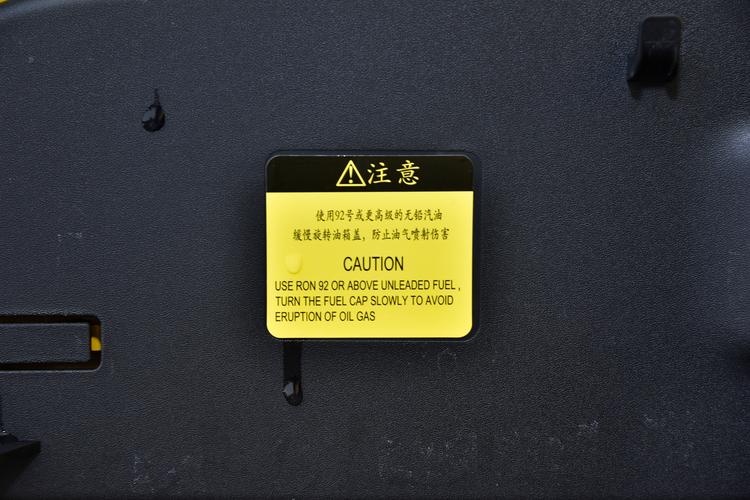 注意
使用92号或更高级的无铅汽油
缓慢旋转油箱盖，防止油气喷射伤害
CAUTION
USE RON 92 OR ABOVE UNLEADED FUEL ,
TURN THE FUEL CAP SLOWLY TO AVOID
ERUPTION OF OIL GAS